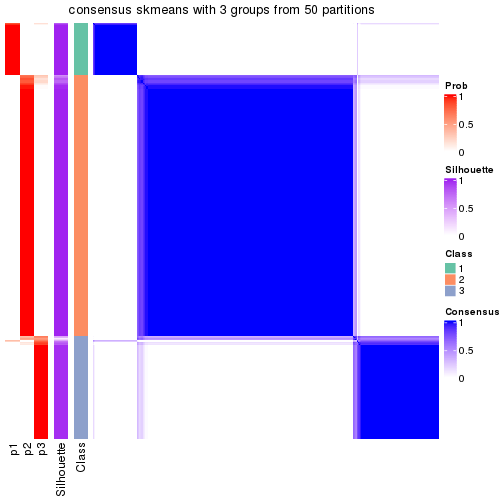 consensus skmeans with 3 groups from 50 partitions
Prob
1
0.5
0
Silhouette
1
0.5
0
Class
1
2
3
Consensus
1
0.5
0
p1
p2
p3
Silhouette
Class